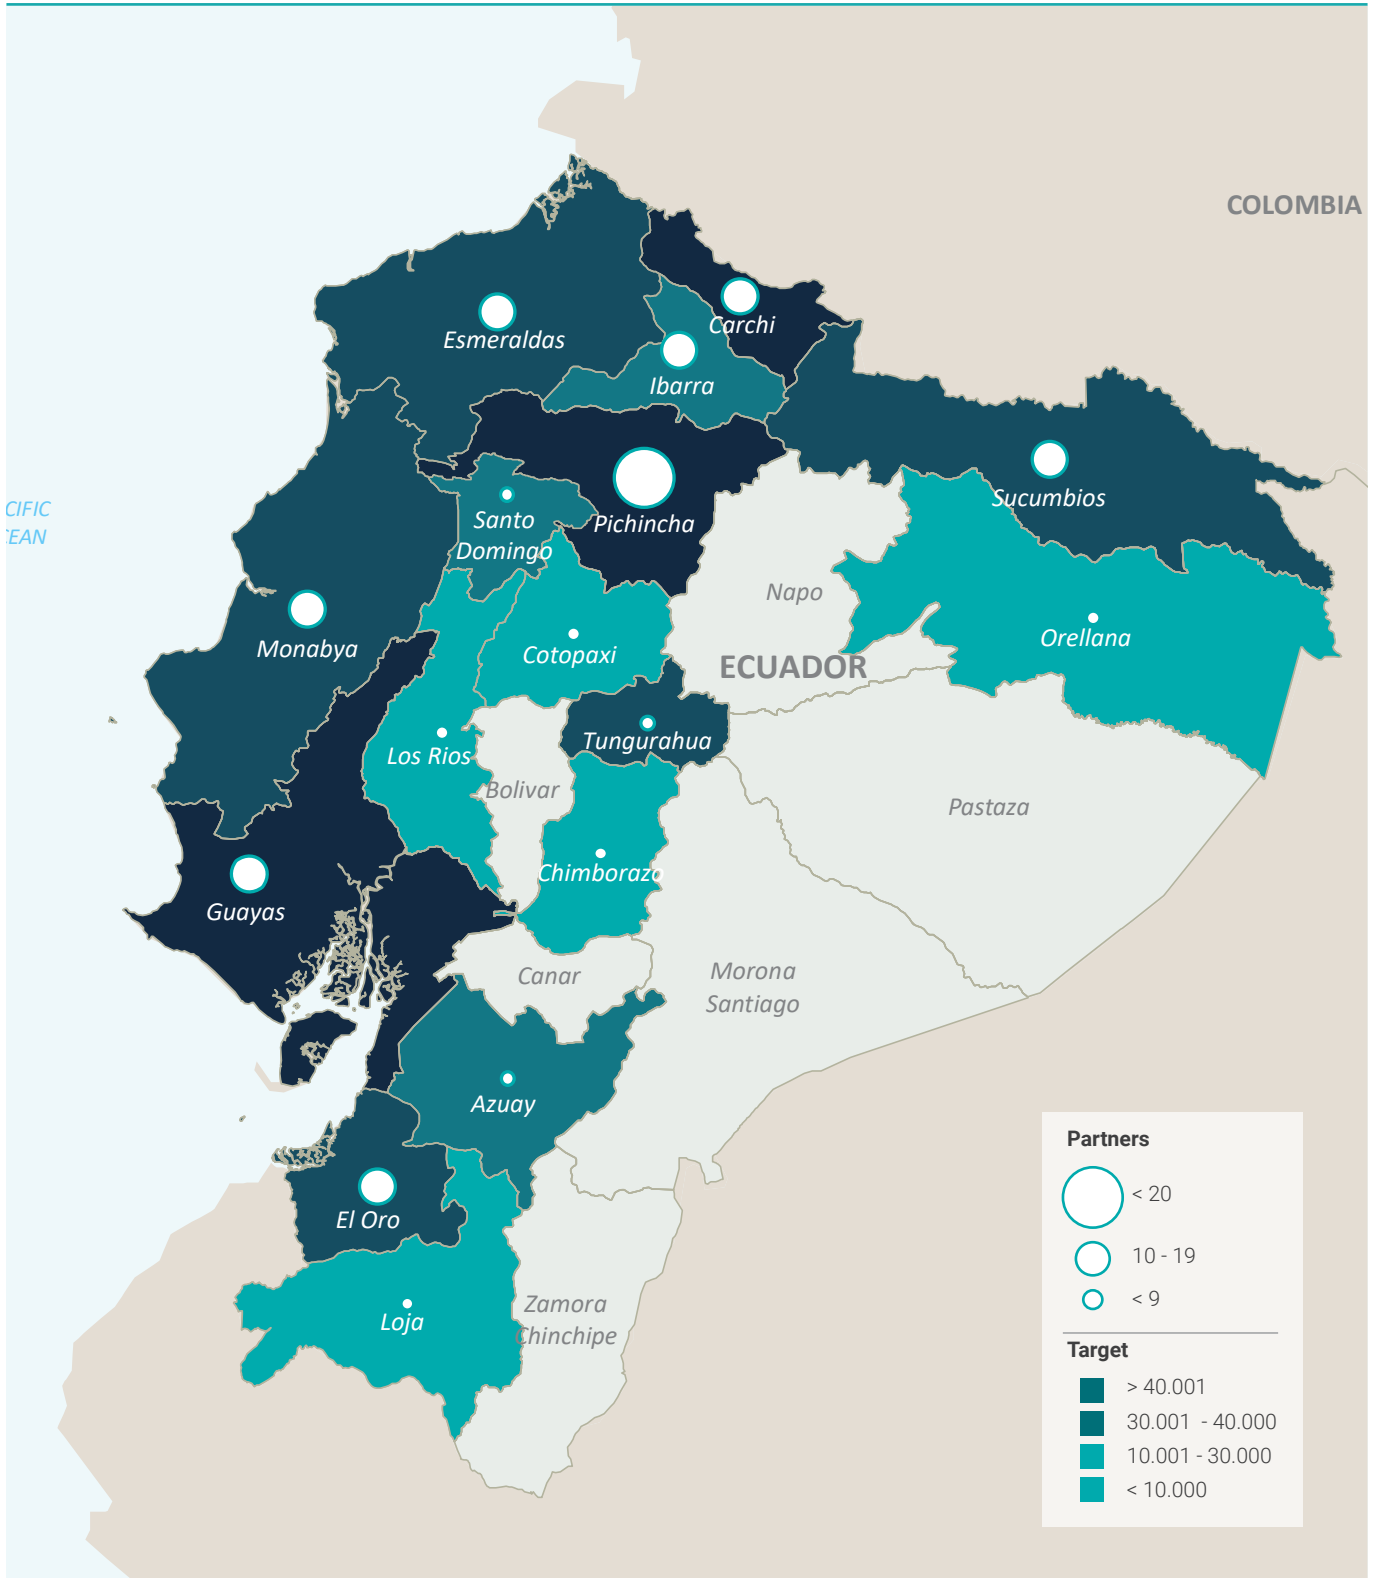 COLOMBIA
Carchi
Esmeraldas
Ibarra
Sucumbios
CIFIC
EAN
Santo
Domingo
Pichincha
Napo
Orellana
Monabya
Cotopaxi
ECUADOR
Tungurahua
Los Rios
Bolivar
Pastaza
Chimborazo
Guayas
Canar
Morona
Santiago
Azuay
El Oro
Loja
Zamora
Chinchipe
Partners
< 20
10 - 19
< 9
Target
> 40.001
30.001 - 40.000
10.001 - 30.000
< 10.000